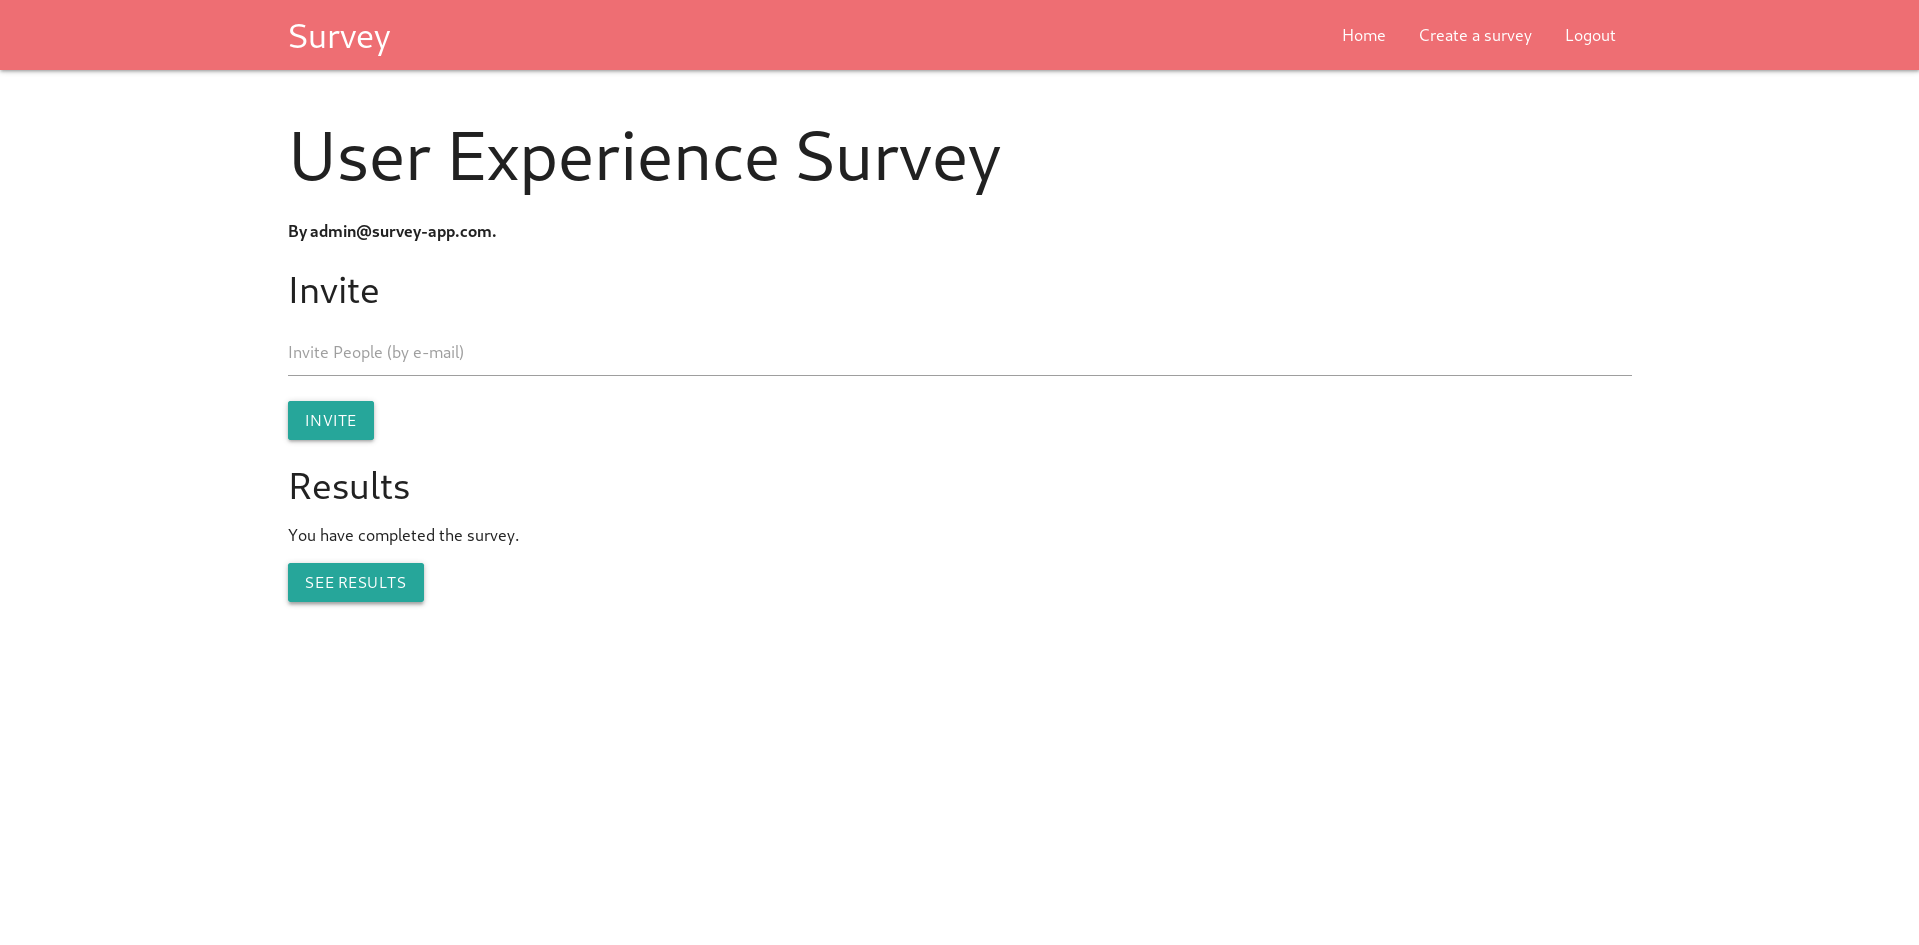 Survey
Home
Create a survey
Logout
User Experience Survey
By admin@survey-app.com.
Invite
Invite People (by e-mail)
INVITE
Results
You have completed the survey.
SEE RESULTS